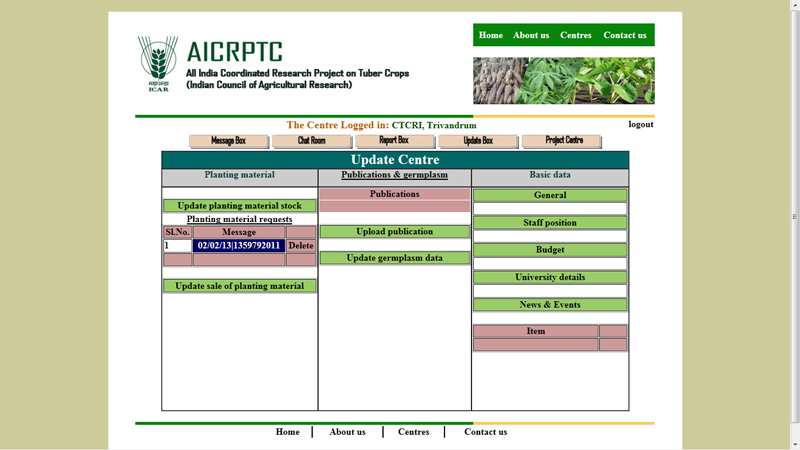 Home About us Centres Contact us
AICRPTC
All India Coordinated Research Project on Tuber Crops
(Indian Council of Agricultural Research)
ICAR
The Centre Logged in: CTCRI, Trivandrum
logout
Message Box Chat Room Report Box Update Box Project Centre
Update Centre
Planting material Publications & germplasm Basic data
Update planting material stock
Planting material requests
Sl.No. Message
1 02/02/13|1359792011 Delete
Update sale of planting material
Publications
Upload publication
Update germplasm data
General
Staff position
Budget
University details
News & Events
Item
Home About us Centres Contact us